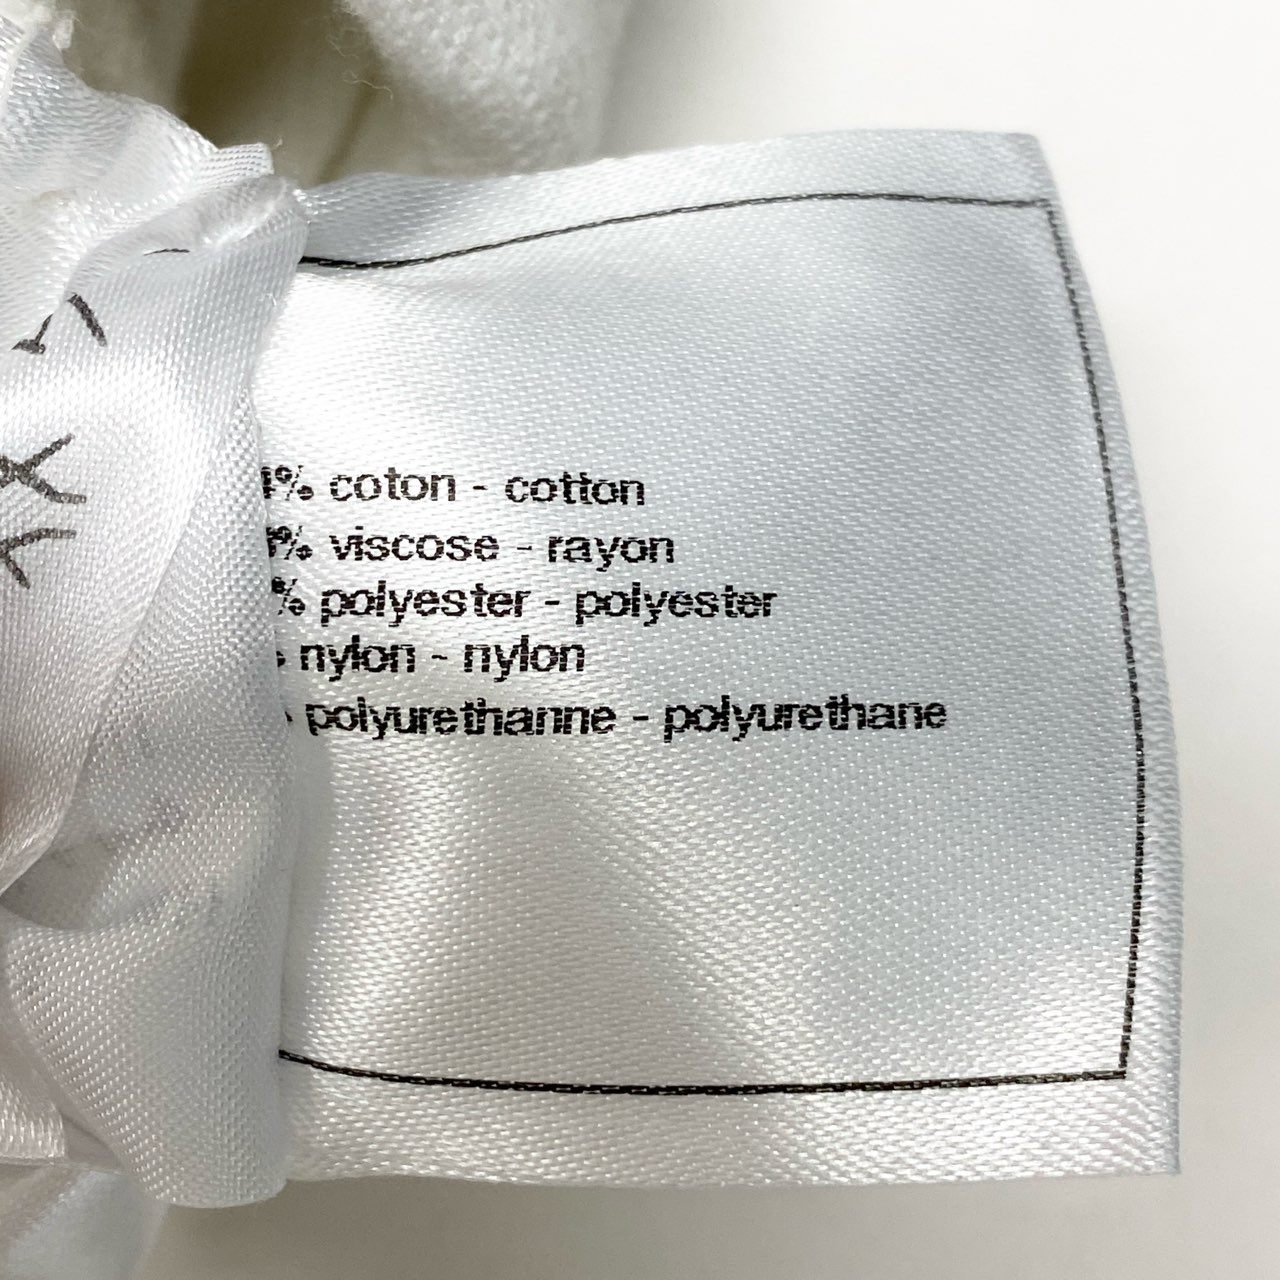 % coton - cotton
% viscose - rayon
% polyester - polyester
nylon - nylon
polyurethanne - polyurethane